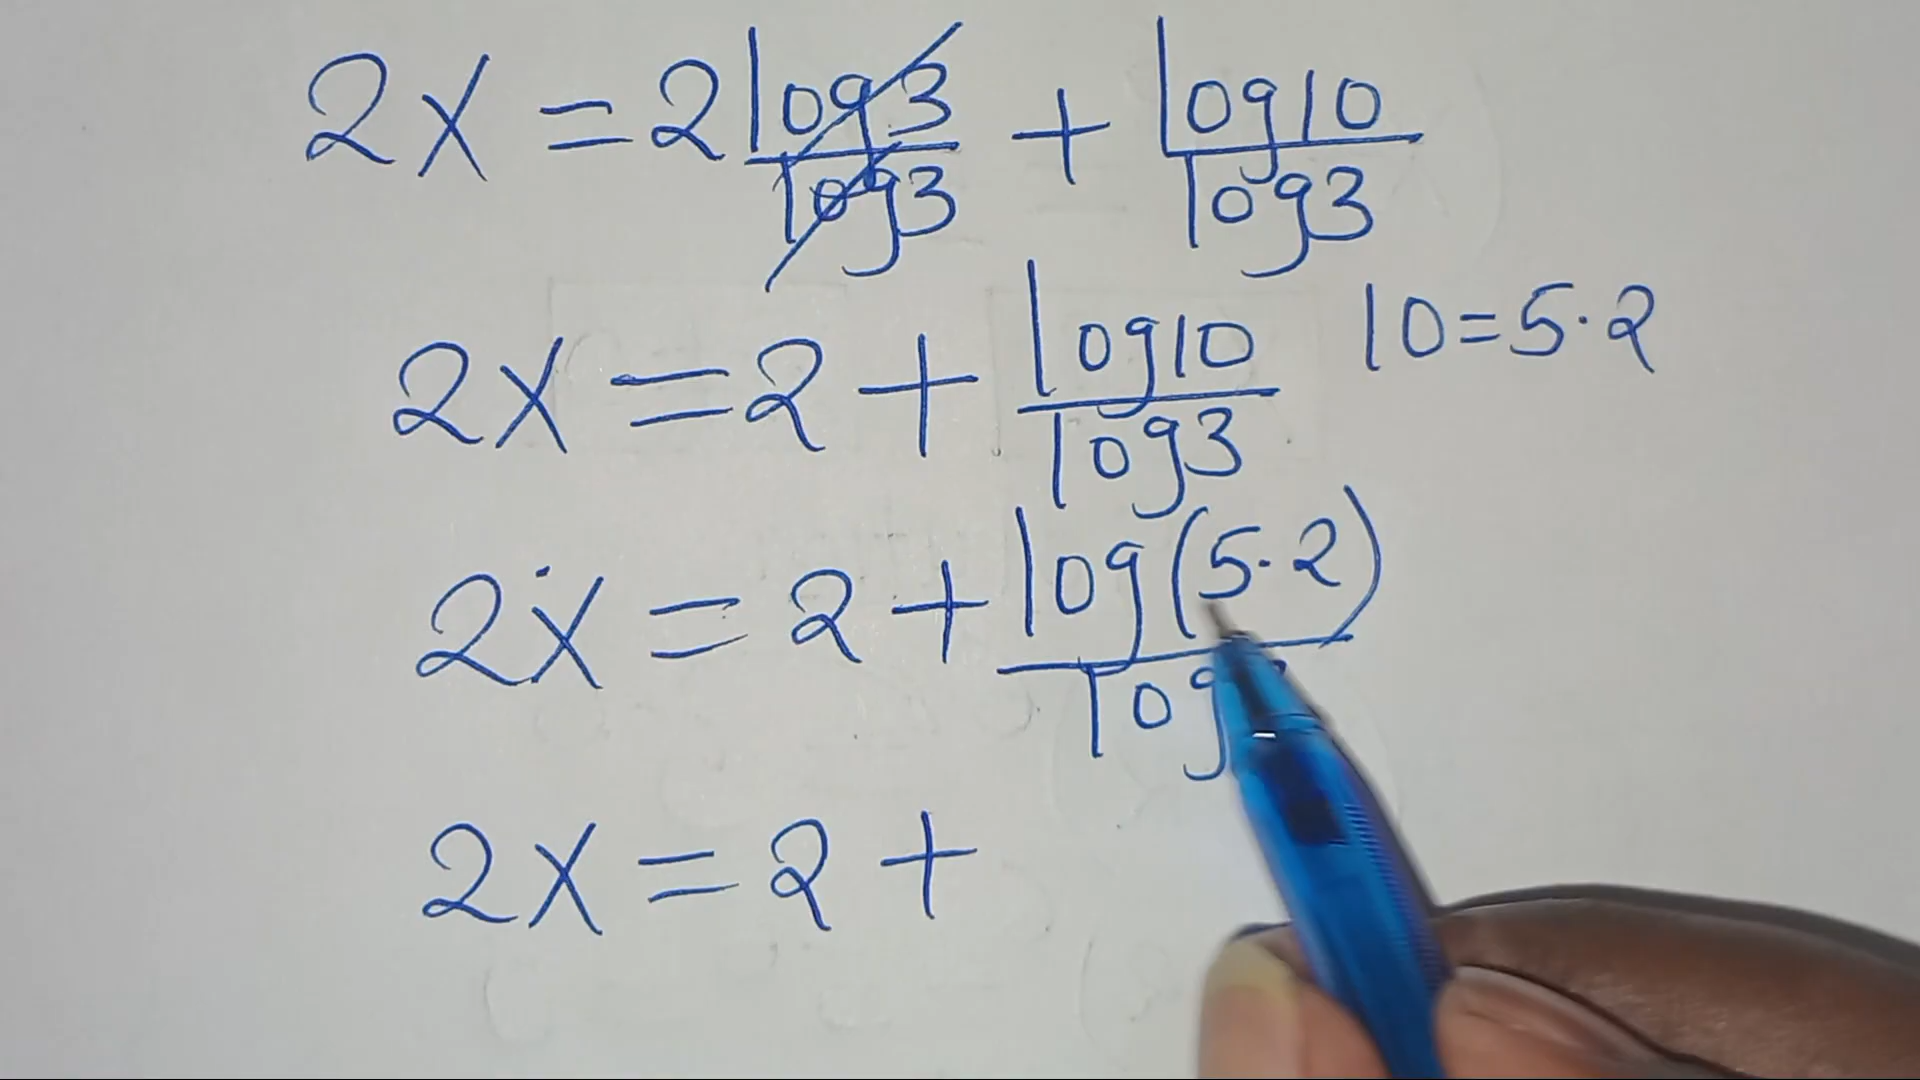 2x = 2 log3/log3 + log10/log3
2x = 2 + log10/log3 10 = 5·2
2x = 2 + log(5·2)/log
2x = 2 +